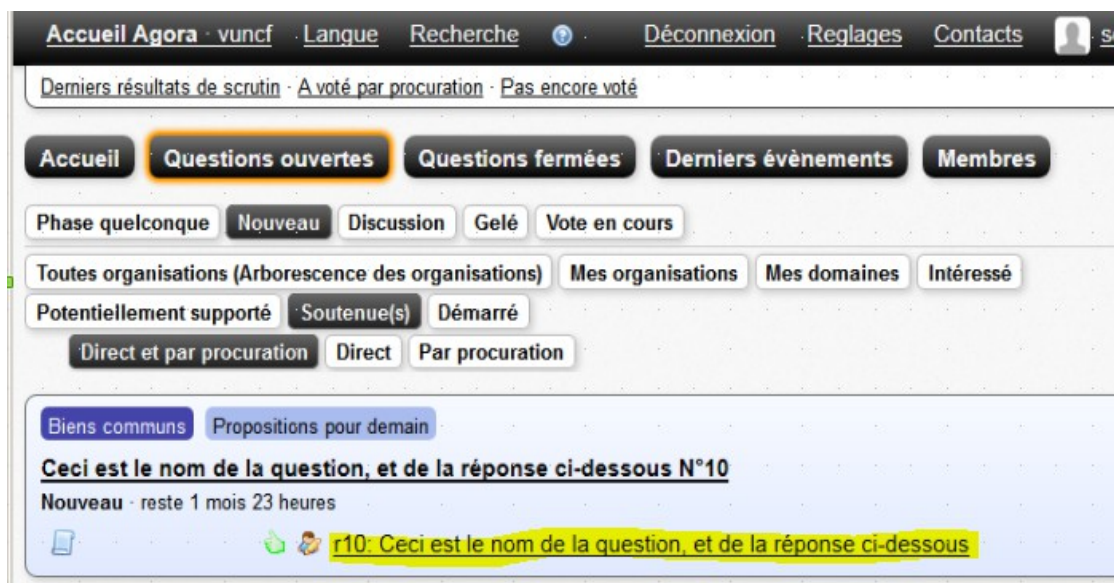 Accueil Agora · vuncf · Langue Recherche Déconnexion · Reglages Contacts
Derniers résultats de scrutin · A voté par procuration · Pas encore voté
Accueil Questions ouvertes Questions fermées Derniers évènements Membres
Phase quelconque Nouveau Discussion Gelé Vote en cours
Toutes organisations (Arborescence des organisations) Mes organisations Mes domaines Intéressé
Potentiellement supporté Soutenue(s) Démarré
Direct et par procuration Direct Par procuration
Biens communs Propositions pour demain
Ceci est le nom de la question, et de la réponse ci-dessous N°10
Nouveau · reste 1 mois 23 heures
r10: Ceci est le nom de la question, et de la réponse ci-dessous